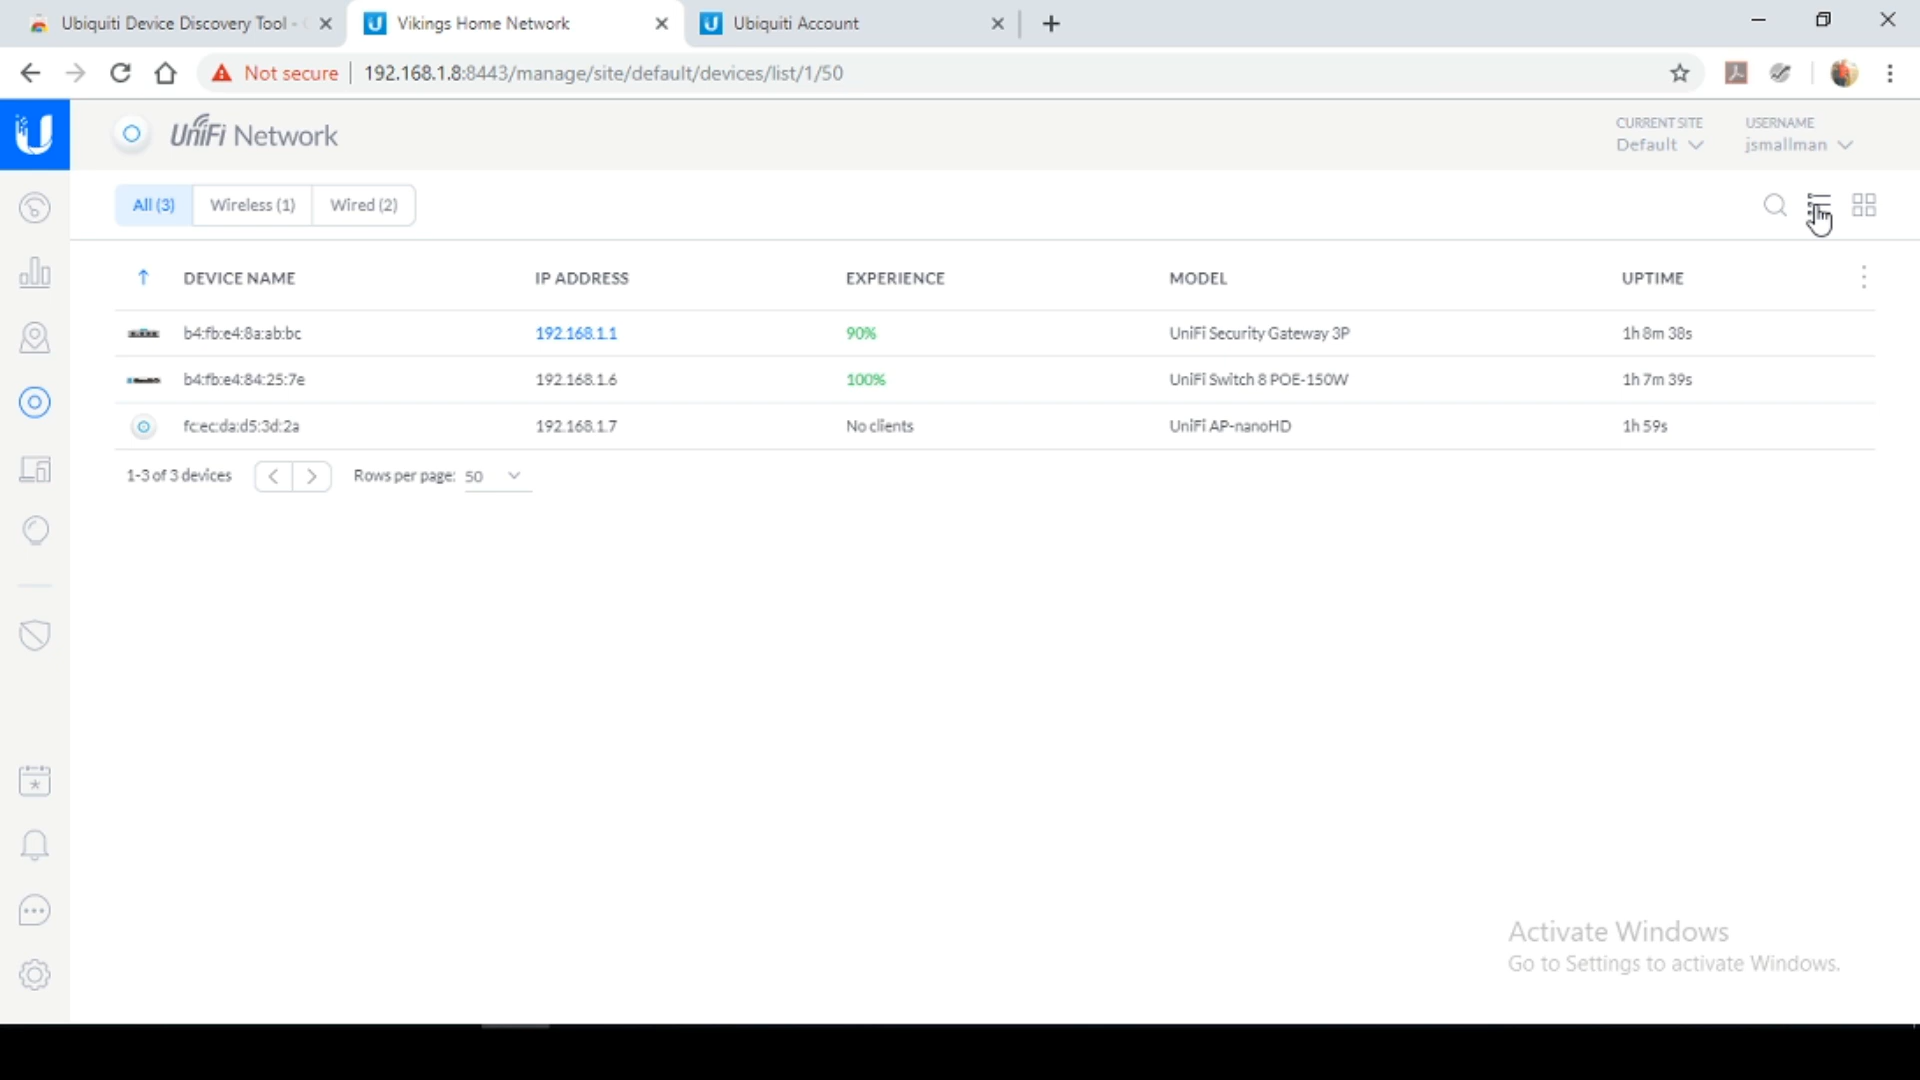 Ubiquiti Device Discovery Tool -
Vikings Home Network
Ubiquiti Account
Not secure
192.168.1.8:8443/manage/site/default/devices/list/1/50
UniFi Network
CURRENT SITE
Default
USERNAME
jsmallman
All (3)
Wireless (1)
Wired (2)
DEVICE NAME IP ADDRESS EXPERIENCE MODEL UPTIME
b4:fb:e4:8a:ab:bc 192.168.1.1 90% UniFi Security Gateway 3P 1h 8m 38s
b4:fb:e4:84:25:7e 192.168.1.6 100% UniFi Switch 8 POE-150W 1h 7m 39s
fc:ec:da:d5:3d:2a 192.168.1.7 No clients UniFi AP-nanoHD 1h 59s
1-3 of 3 devices
Rows per page: 50
Activate Windows
Go to Settings to activate Windows.